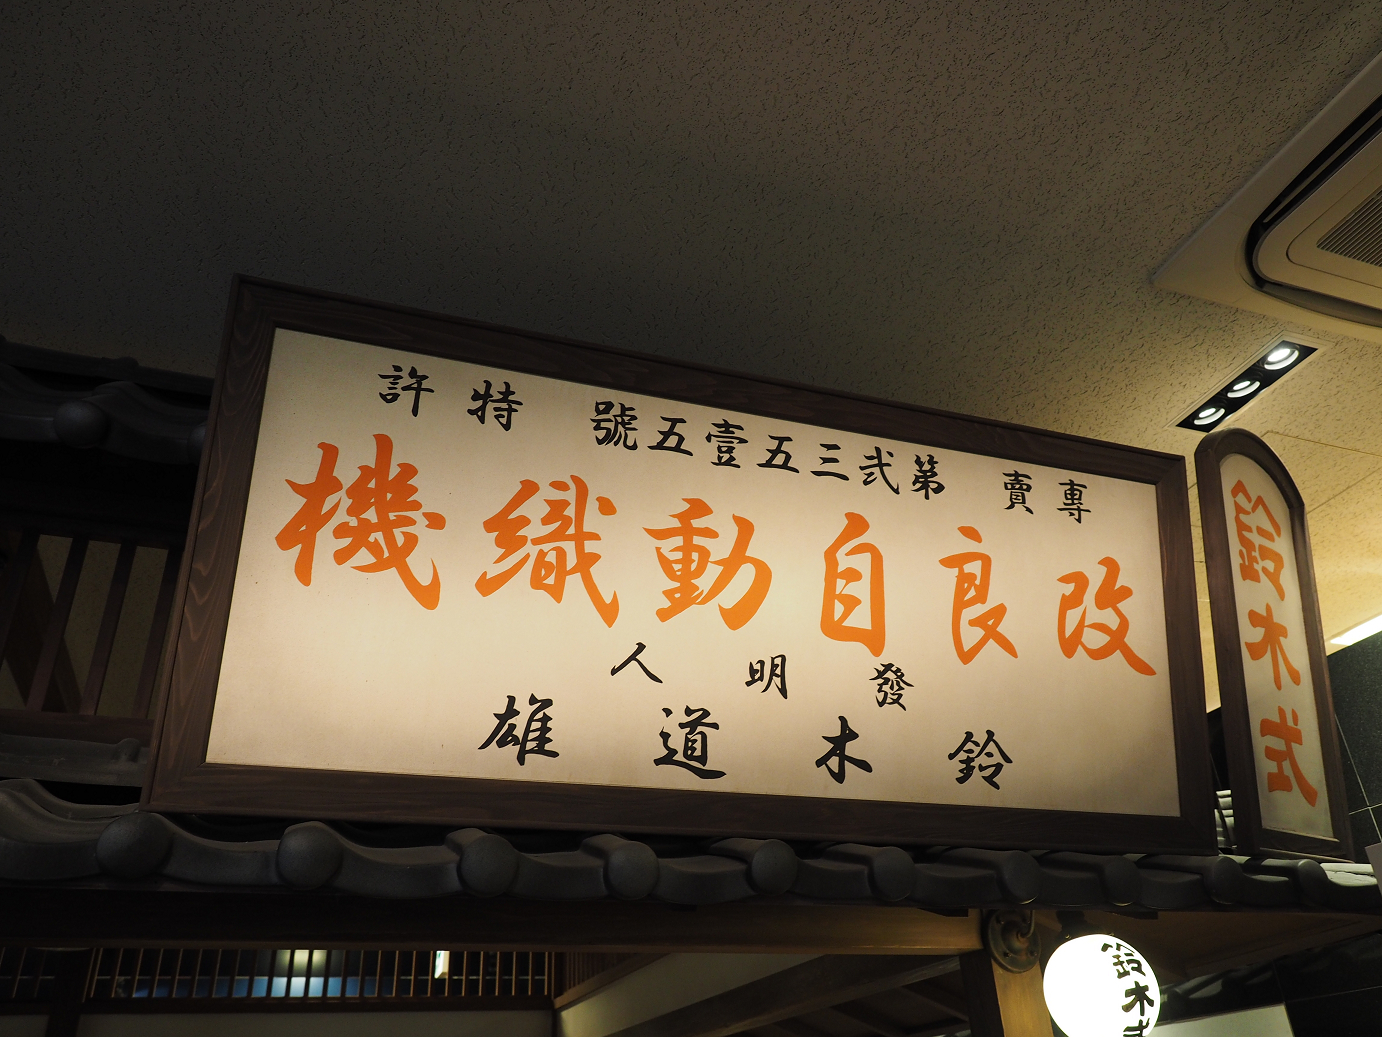 專賣 第弐三五壹五號 特許
改良自動織機
發明人
鈴木道雄
鈴木式
鈴木式